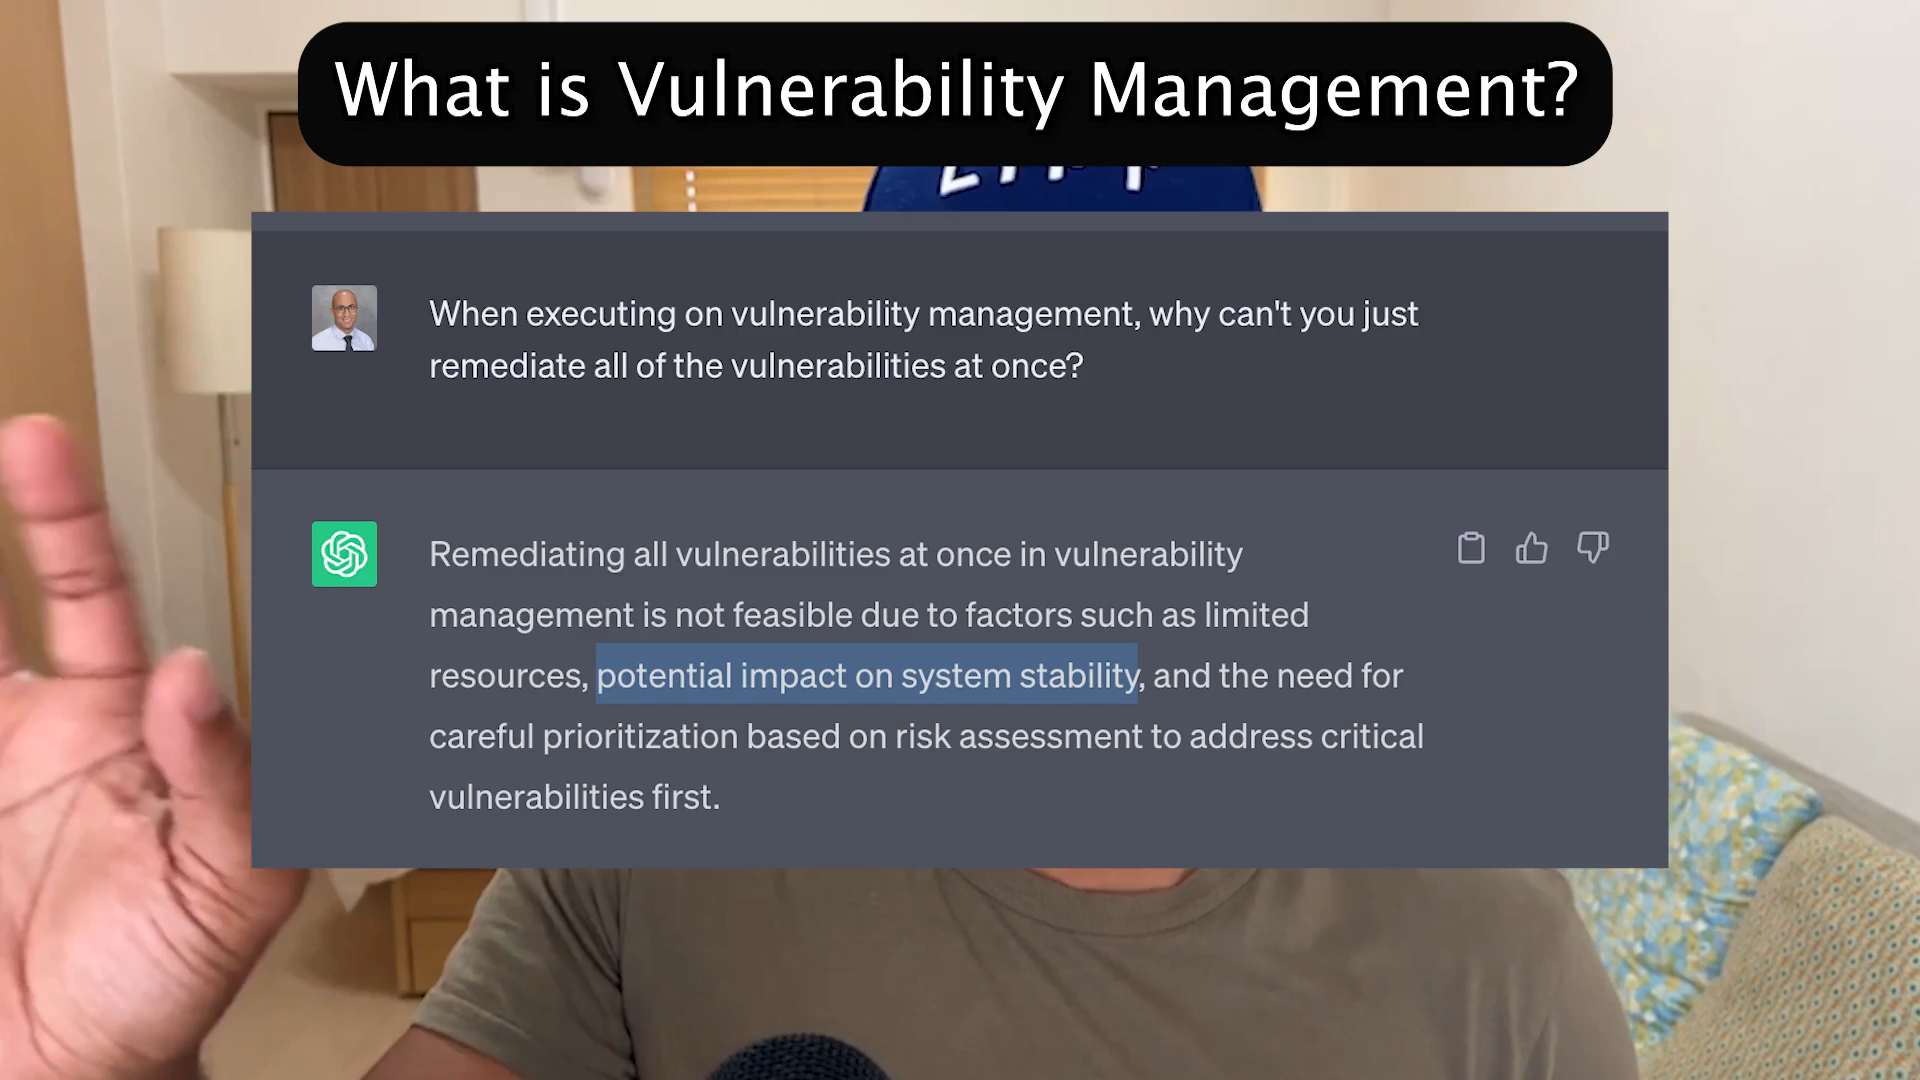 What is Vulnerability Management?
When executing on vulnerability management, why can't you just
remediate all of the vulnerabilities at once?
Remediating all vulnerabilities at once in vulnerability
management is not feasible due to factors such as limited
resources, potential impact on system stability, and the need for
careful prioritization based on risk assessment to address critical
vulnerabilities first.